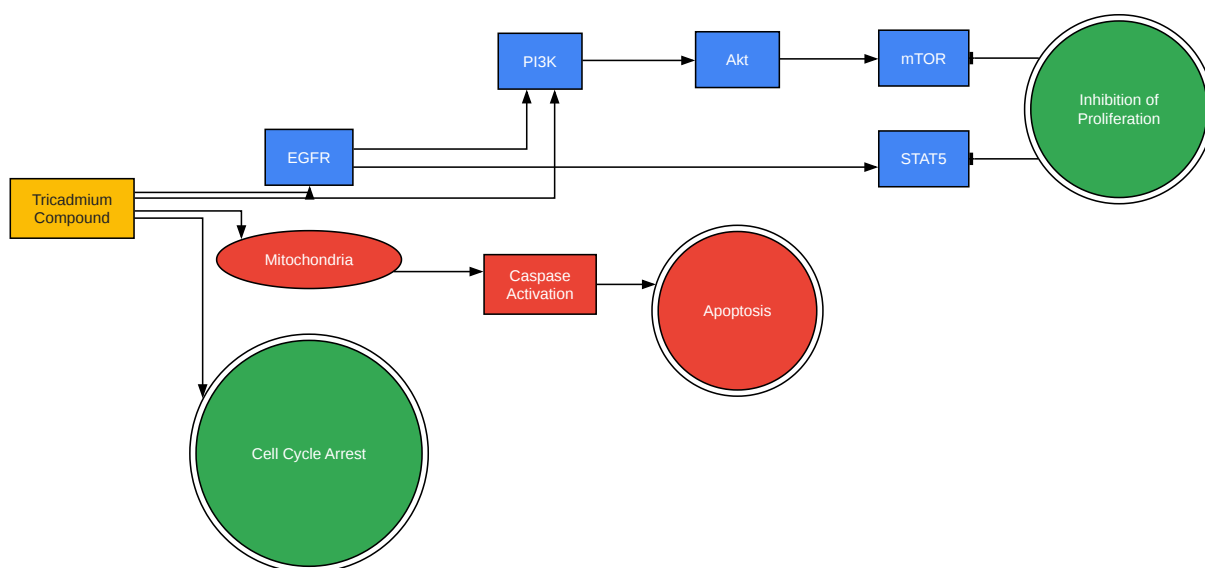 PI3K
Akt
mTOR
Inhibition of
Proliferation
EGFR
STAT5
Tricadmium
Compound
Mitochondria
Caspase
Activation
Apoptosis
Cell Cycle Arrest